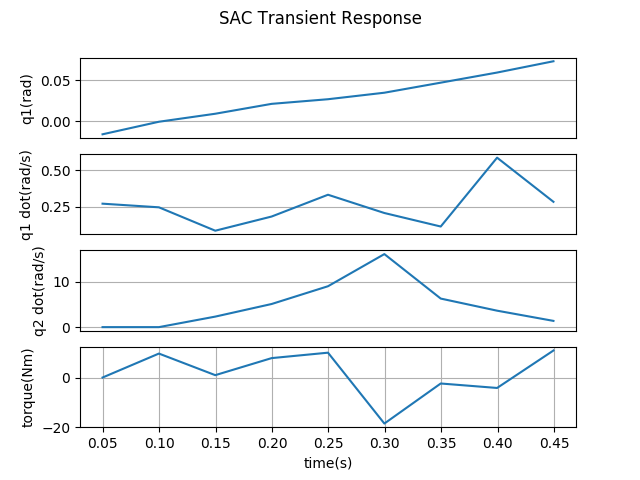 SAC Transient Response
q1(rad)
0.05
0.00
q1 dot(rad/s)
0.50
0.25
q2 dot(rad/s)
10
0
torque(Nm)
0
−20
0.05 0.10 0.15 0.20 0.25 0.30 0.35 0.40 0.45
time(s)